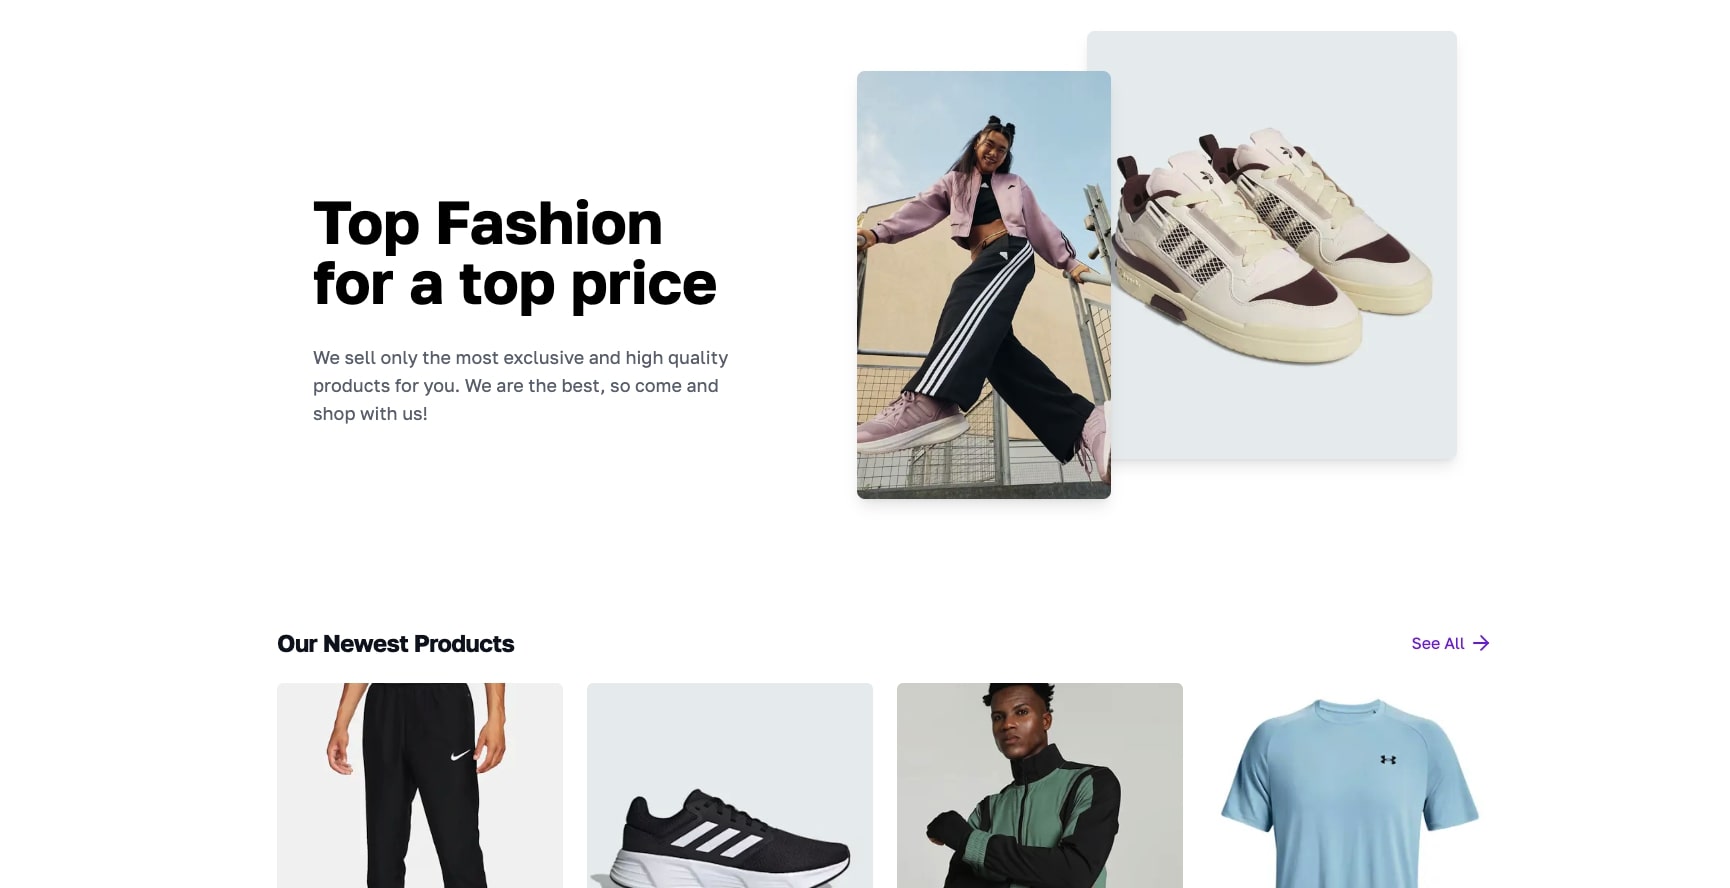 Top Fashion
for a top price
We sell only the most exclusive and high quality
products for you. We are the best, so come and
shop with us!
Our Newest Products
See All